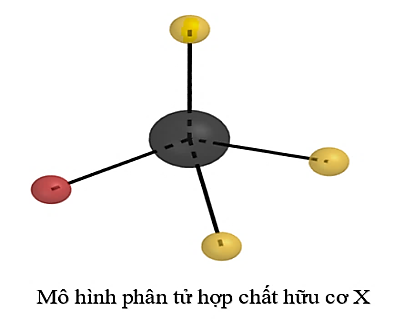 Mô hình phân tử hợp chất hữu cơ X